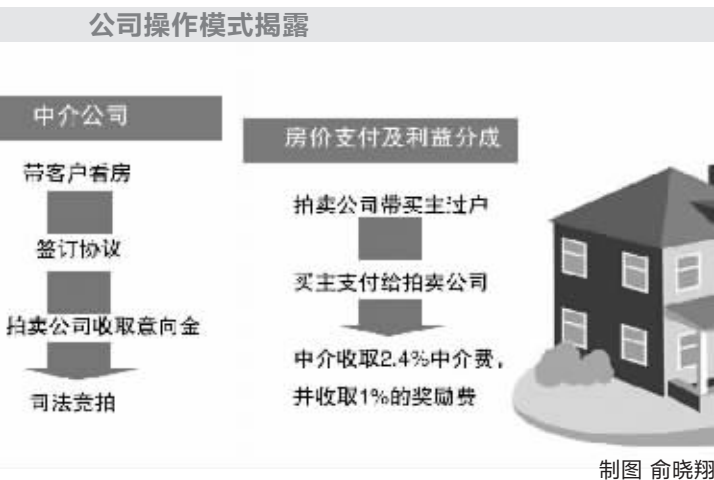 公司操作模式揭露
中介公司
带客户看房
签订协议
拍卖公司收取意向金
司法竞拍
房价支付及利益分成
拍卖公司带买主过户
买主支付给拍卖公司
中介收取2.4%中介费，
并收取1%的奖励费
制图 俞晓翔